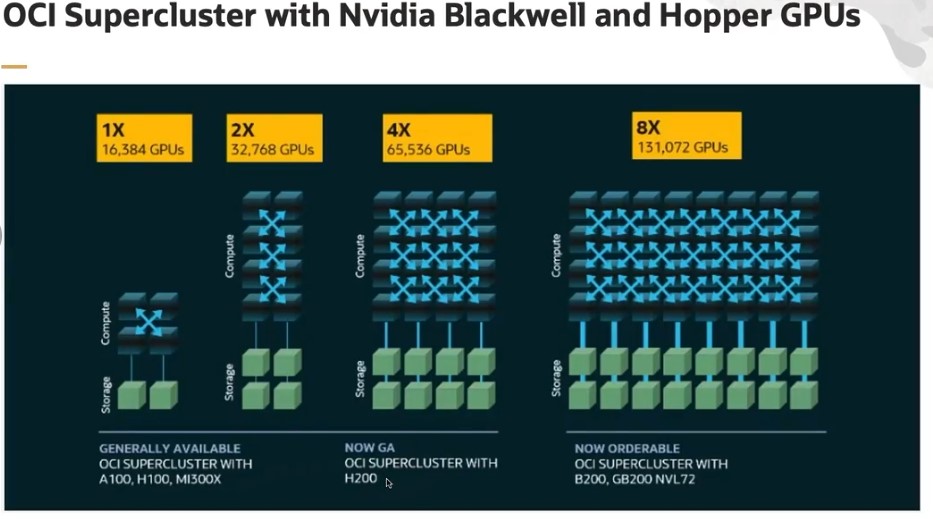 OCI Supercluster with Nvidia Blackwell and Hopper GPUs
1X
16,384 GPUs
2X
32,768 GPUs
4X
65,536 GPUs
8X
131,072 GPUs
Compute
Storage
Compute
Storage
Compute
Storage
Compute
Storage
GENERALLY AVAILABLE
OCI SUPERCLUSTER WITH
A100, H100, MI300X
NOW GA
OCI SUPERCLUSTER WITH
H200
NOW ORDERABLE
OCI SUPERCLUSTER WITH
B200, GB200 NVL72